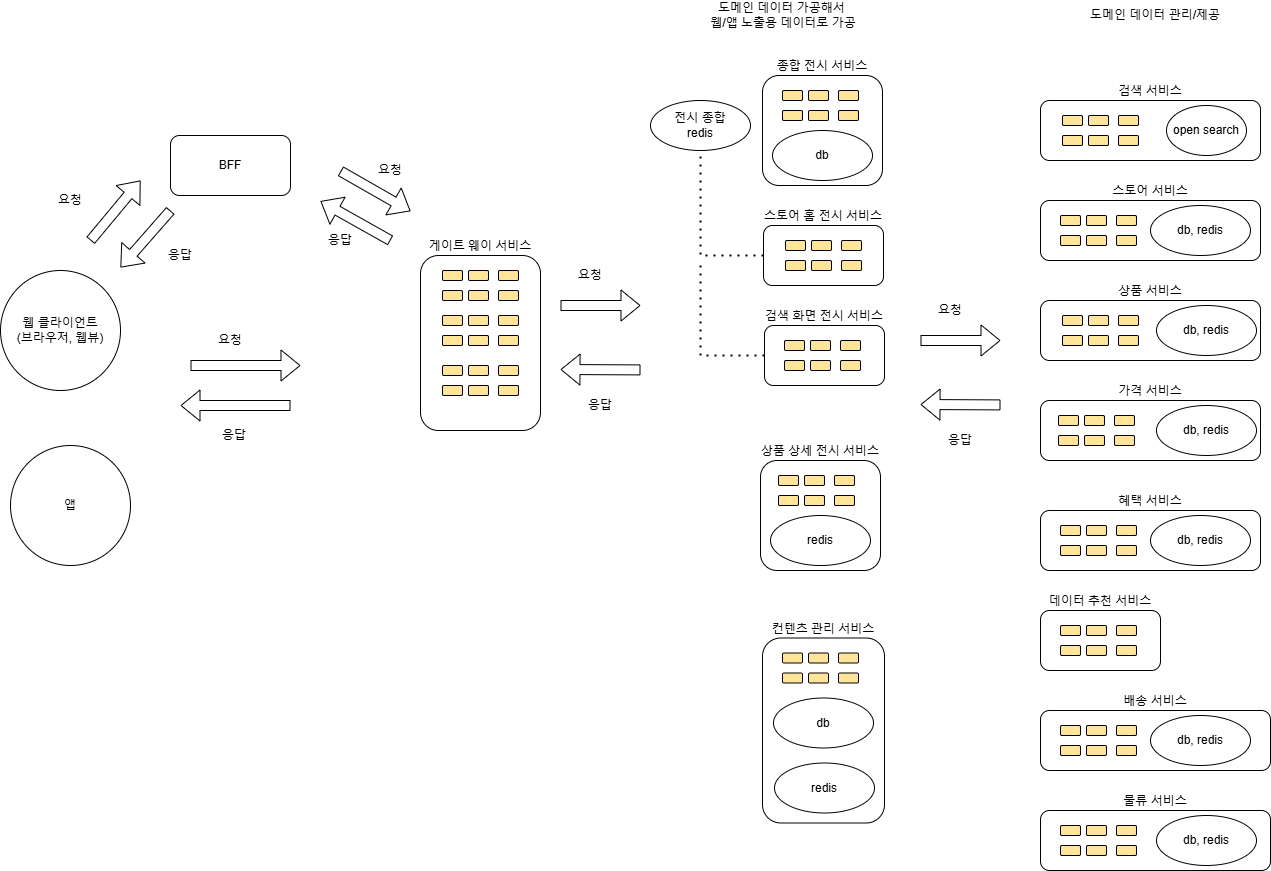 도메인 데이터 가공해서
웹/앱 노출용 데이터로 가공
도메인 데이터 관리/제공
종합 전시 서비스
db
전시 종합
redis
스토어 홈 전시 서비스
검색 화면 전시 서비스
상품 상세 전시 서비스
redis
컨텐츠 관리 서비스
db
redis
검색 서비스
open search
스토어 서비스
db, redis
상품 서비스
db, redis
가격 서비스
db, redis
혜택 서비스
db, redis
데이터 추천 서비스
배송 서비스
db, redis
물류 서비스
db, redis
BFF
요청
응답
요청
응답
게이트 웨이 서비스
웹 클라이언트
(브라우저, 웹뷰)
요청
응답
앱
요청
응답
요청
응답